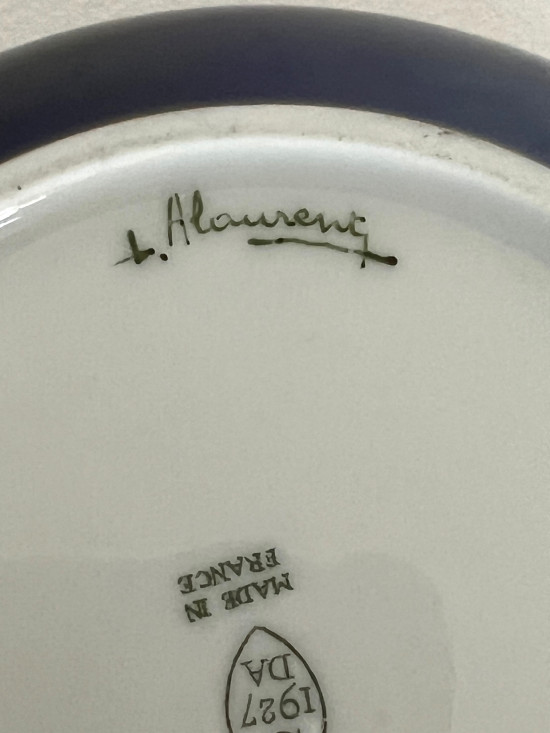 L. Alaurent
1927
DA
MADE IN
FRANCE